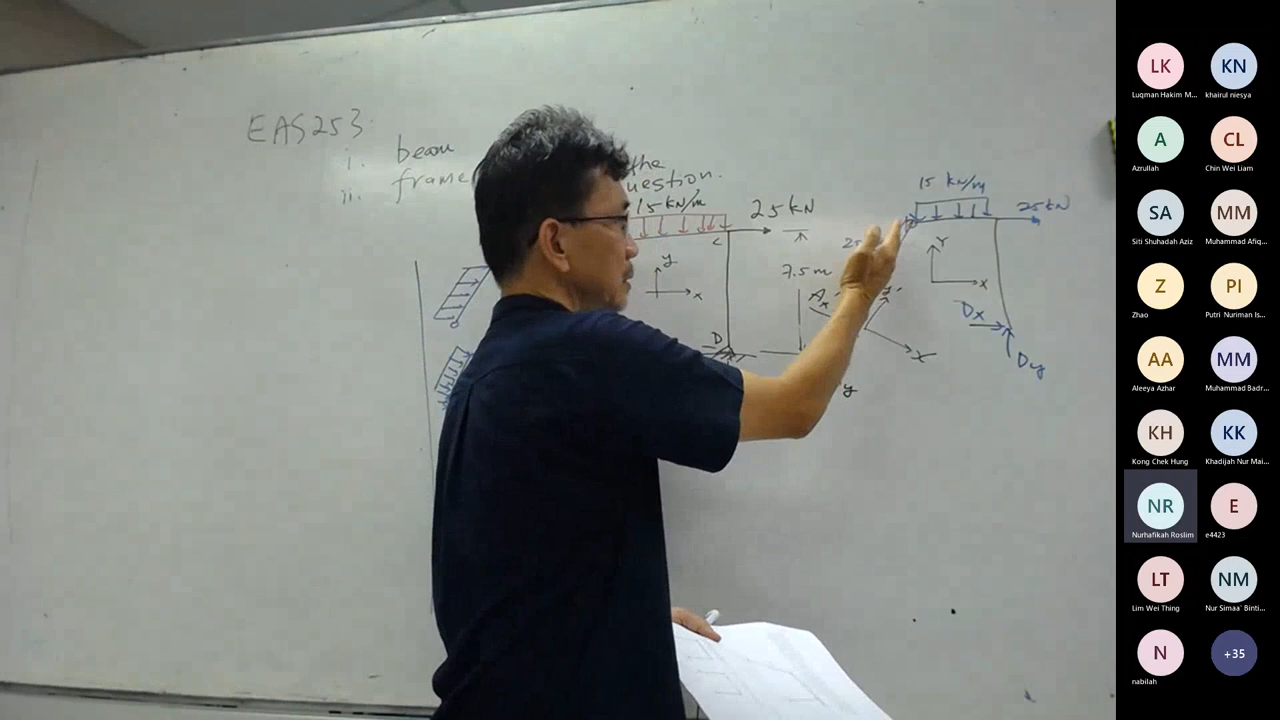 EAS253
i. beam
ii. frame
the
uestion.
15 kN/m
25 kN
C
y
x
7.5 m
D
15 kN/m
25 kN
25
Y
X
Dx
Dy
Ax
x
y
LK
Luqman Hakim M...
KN
khairul niesya
A
Azrullah
CL
Chin Wei Liam
SA
Siti Shuhadah Aziz
MM
Muhammad Afiq...
Z
Zhao
PI
Putri Nuriman Is...
AA
Aleeya Azhar
MM
Muhammad Badr...
KH
Kong Chek Hung
KK
Khadijah Nur Mai...
NR
Nurhafikah Roslim
E
e4423
LT
Lim Wei Thing
NM
Nur Simaa` Binti...
N
nabilah
+35